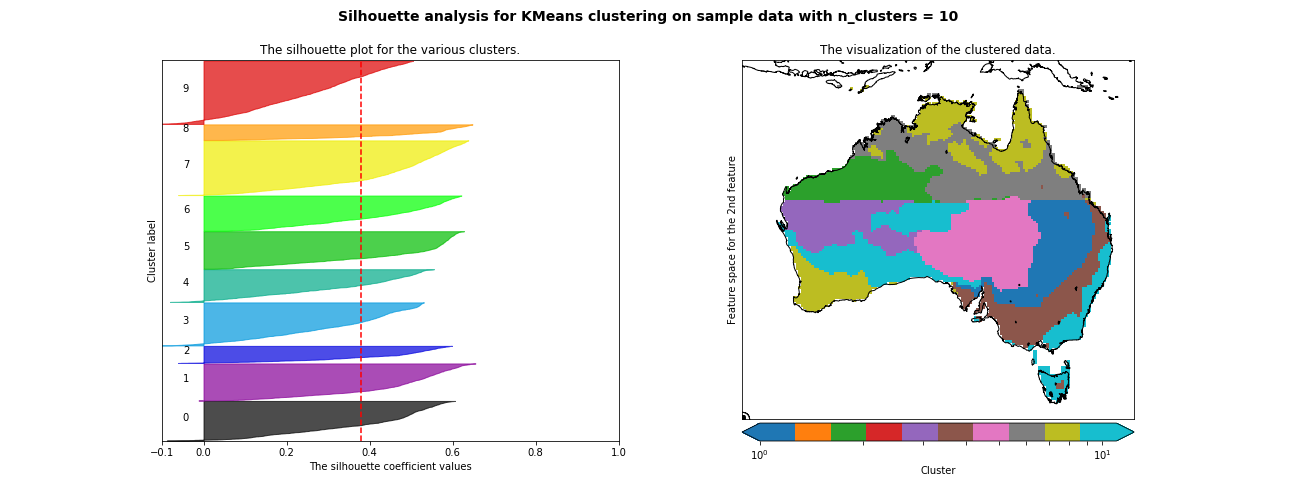 Silhouette analysis for KMeans clustering on sample data with n_clusters = 10
The silhouette plot for the various clusters.
Cluster label
9
8
7
6
5
4
3
2
1
0
−0.1
0.0
0.2
0.4
0.6
0.8
1.0
The silhouette coefficient values
The visualization of the clustered data.
Feature space for the 2nd feature
10⁰
10¹
Cluster